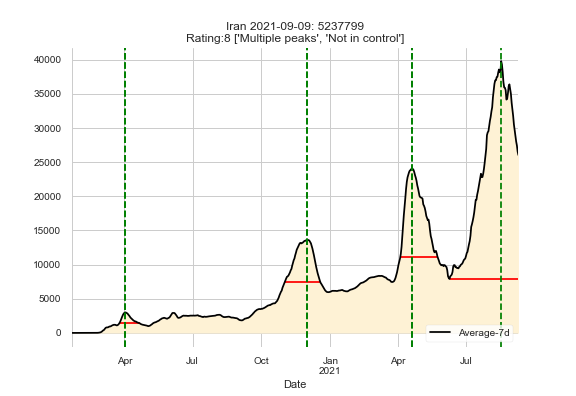 Iran 2021-09-09: 5237799
Rating:8 ['Multiple peaks', 'Not in control']
40000
35000
30000
25000
20000
15000
10000
5000
0
Average-7d
Apr Jul Oct Jan Apr Jul
2021
Date